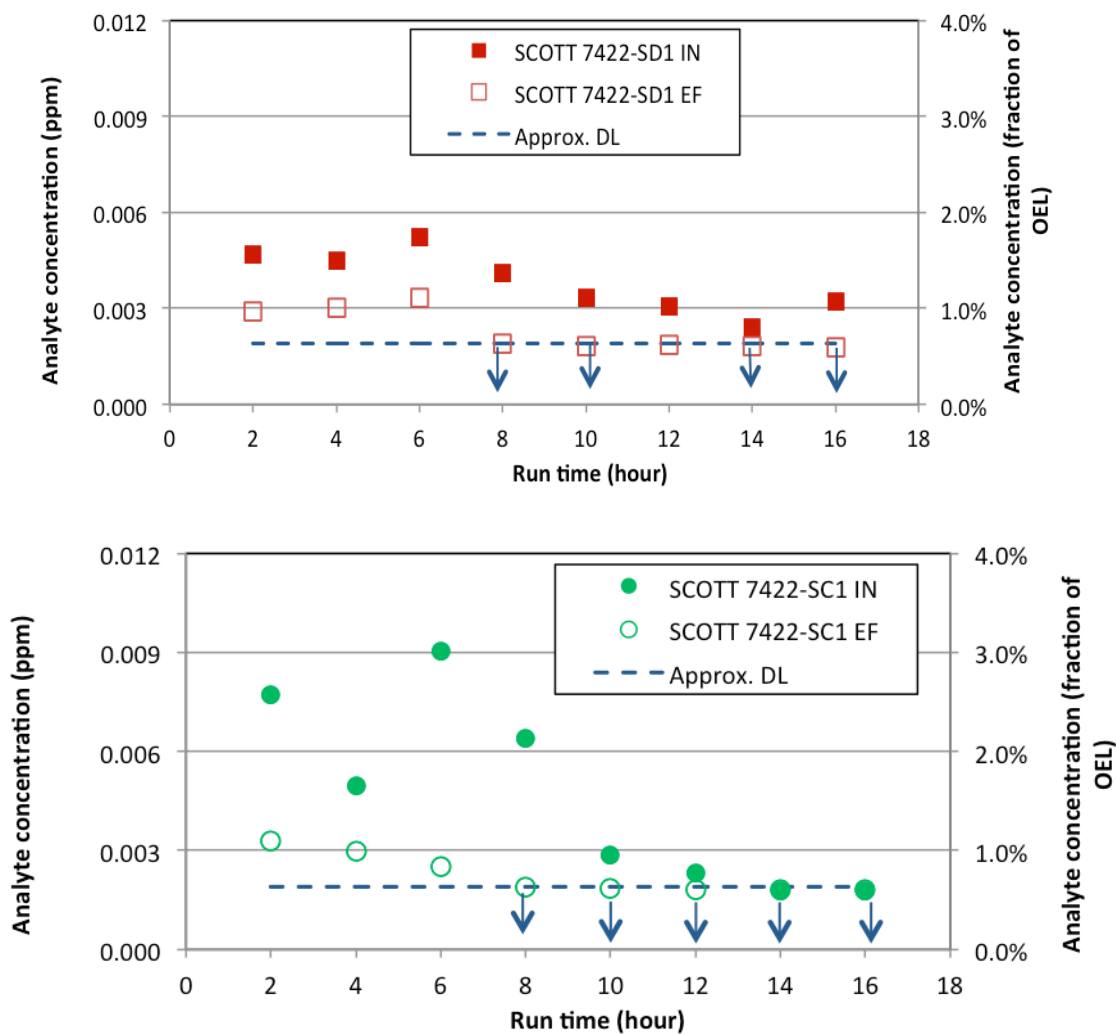 0.012
0.009
0.006
0.003
0.000
Analyte concentration (ppm)
SCOTT 7422-SD1 IN
SCOTT 7422-SD1 EF
Approx. DL
4.0%
3.0%
2.0%
1.0%
0.0%
Analyte concentration (fraction of
OEL)
0 2 4 6 8 10 12 14 16 18
Run time (hour)
0.012
0.009
0.006
0.003
0.000
Analyte concentration (ppm)
SCOTT 7422-SC1 IN
SCOTT 7422-SC1 EF
Approx. DL
4.0%
3.0%
2.0%
1.0%
0.0%
Analyte concentration (fraction of
OEL)
0 2 4 6 8 10 12 14 16 18
Run time (hour)